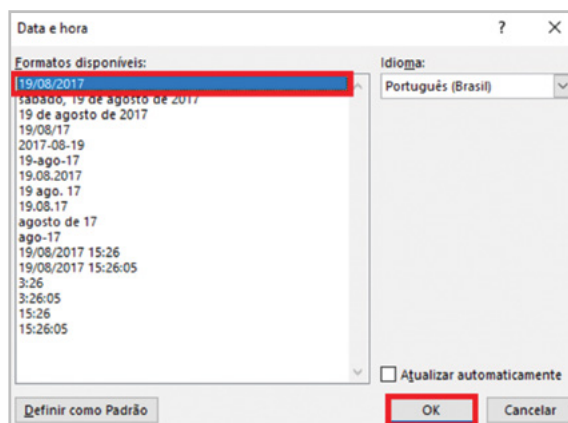 Data e hora
Formatos disponíveis:
Idioma:
19/08/2017
Português (Brasil)
sábado, 19 de agosto de 2017
19 de agosto de 2017
19/08/17
2017-08-19
19-ago-17
19.08.2017
19 ago. 17
19.08.17
agosto de 17
ago-17
19/08/2017 15:26
19/08/2017 15:26:05
3:26
3:26:05
15:26
15:26:05
Atualizar automaticamente
Definir como Padrão
OK
Cancelar